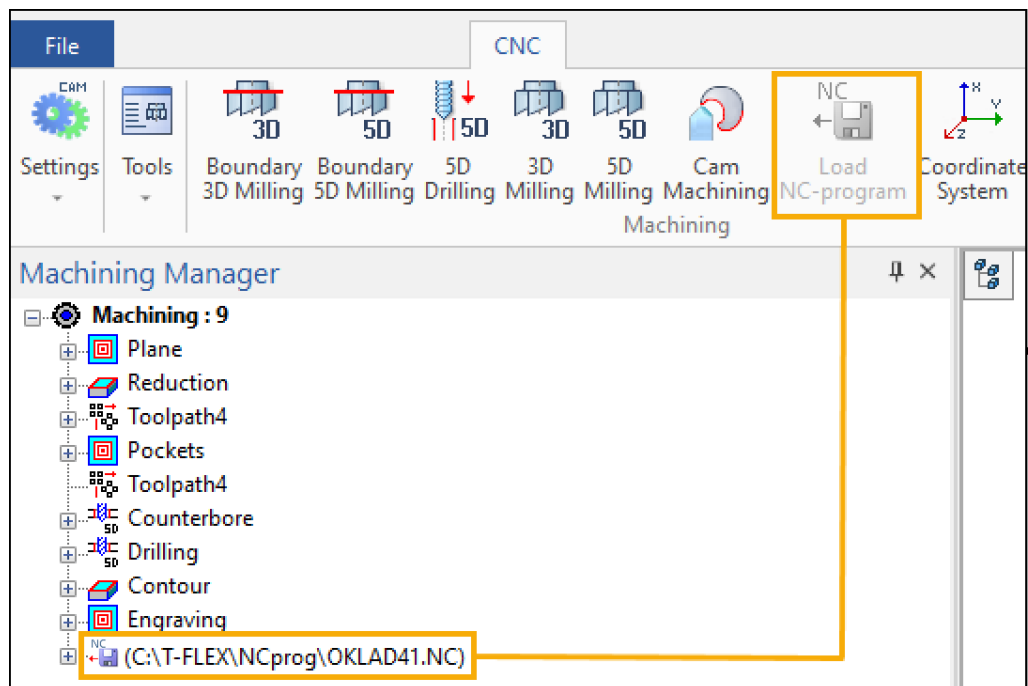 File
CNC
CAM
3D
5D
5D
3D
5D
NC
X
Y
Z
Settings
Tools
Boundary
3D Milling
Boundary
5D Milling
5D
Drilling
3D
Milling
5D
Milling
Cam
Machining
Load
NC-program
Coordinate
System
Machining
Machining Manager
Machining : 9
Plane
Reduction
Toolpath4
Pockets
Toolpath4
5D
Counterbore
5D
Drilling
Contour
Engraving
NC
(C:\T-FLEX\NCprog\OKLAD41.NC)